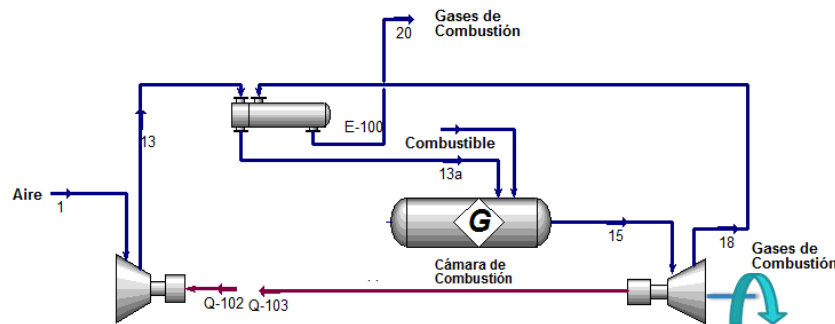 Gases de
Combustión
20
E-100
Combustible
13
13a
Aire
1
G
15
18
Gases de
Combustión
Cámara de
Combustión
Q-102
Q-103